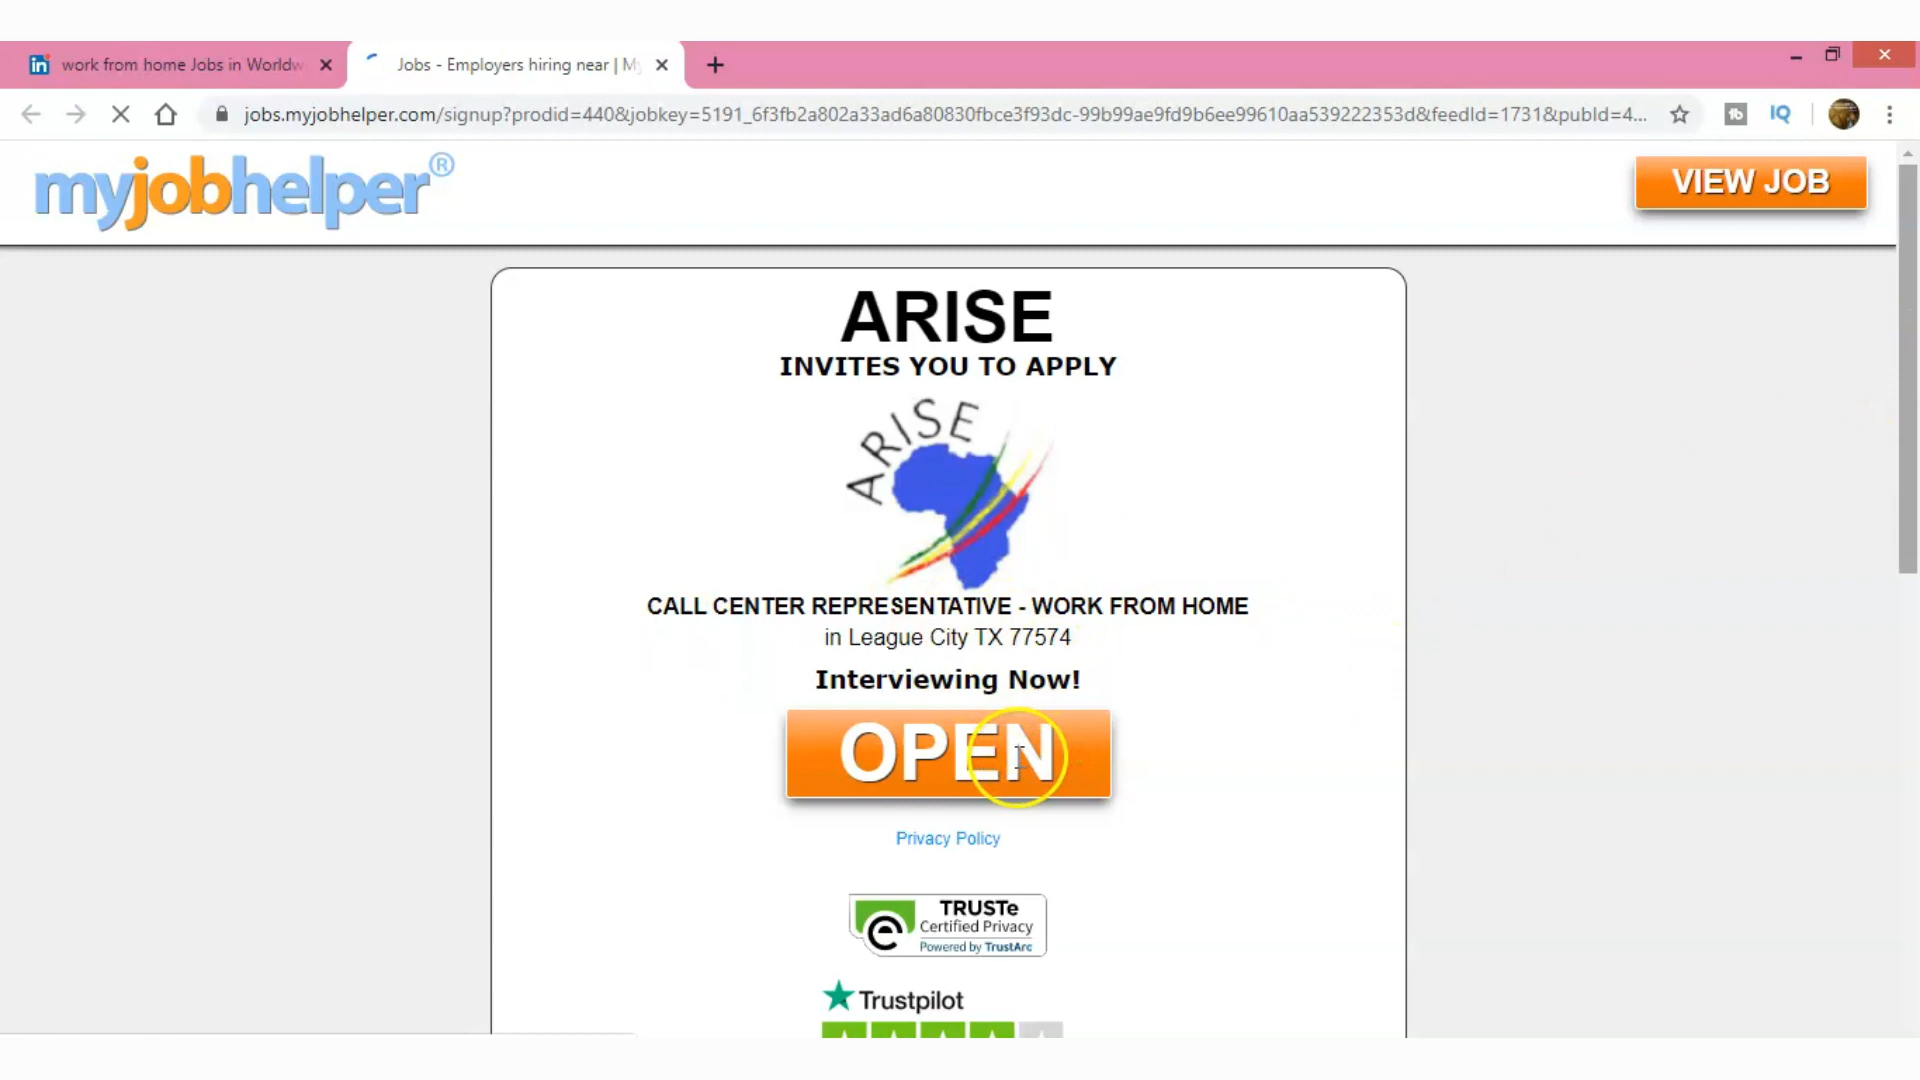 work from home Jobs in Worldw
Jobs - Employers hiring near | My
jobs.myjobhelper.com/signup?prodid=440&jobkey=5191_6f3fb2a802a33ad6a80830fbce3f93dc-99b99ae9fd9b6ee99610aa539222353d&feedId=1731&pubId=4...
IQ
myjobhelper®
VIEW JOB
ARISE
INVITES YOU TO APPLY
ARISE
CALL CENTER REPRESENTATIVE - WORK FROM HOME
in League City TX 77574
Interviewing Now!
OPEN
Privacy Policy
TRUSTe
Certified Privacy
Powered by TrustArc
Trustpilot